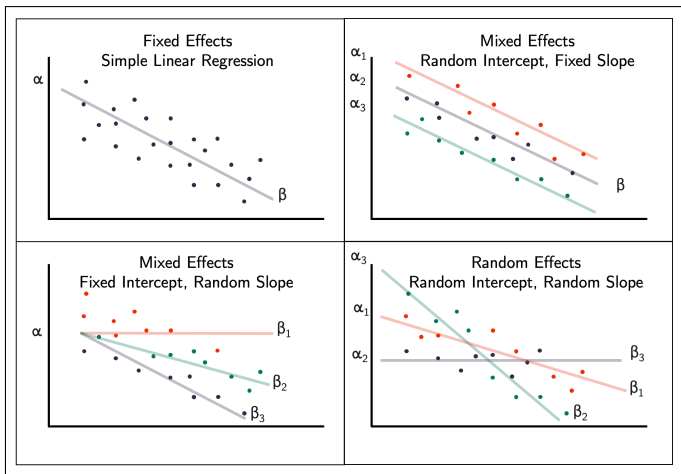 Fixed Effects
Simple Linear Regression
α
β
Mixed Effects
Random Intercept, Fixed Slope
α1
α2
α3
β
Mixed Effects
Fixed Intercept, Random Slope
α
β1
β2
β3
Random Effects
Random Intercept, Random Slope
α3
α1
α2
β3
β1
β2